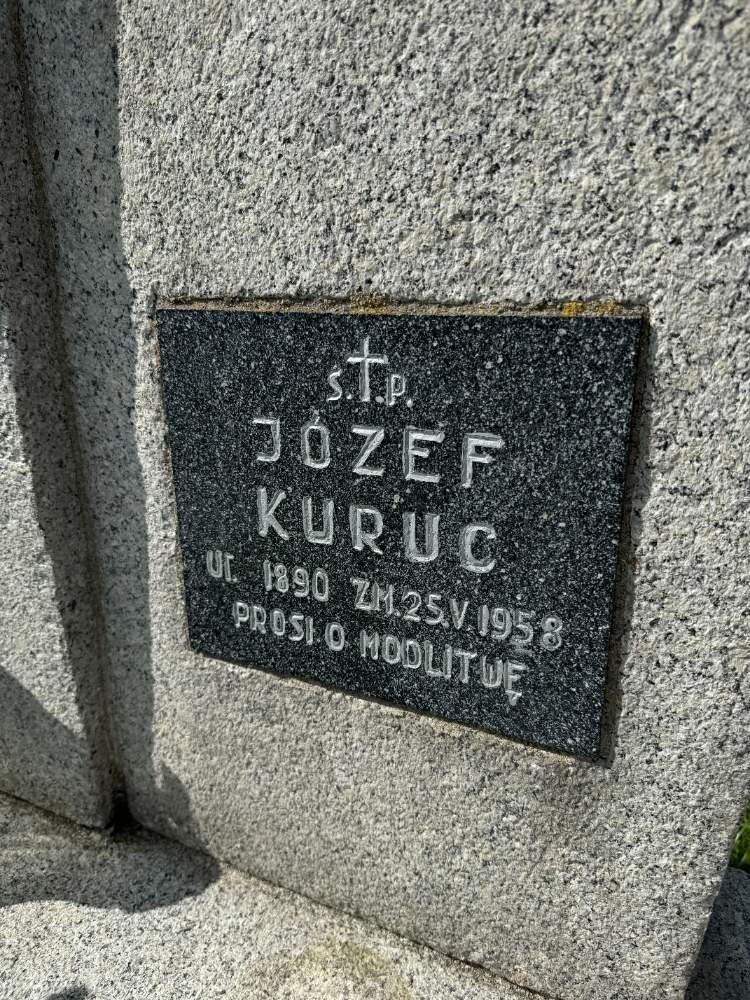 Ś.†P.
JÓZEF
KURUC
UR. 1890 ZM. 25.V.1958
PROSI O MODLITWĘ